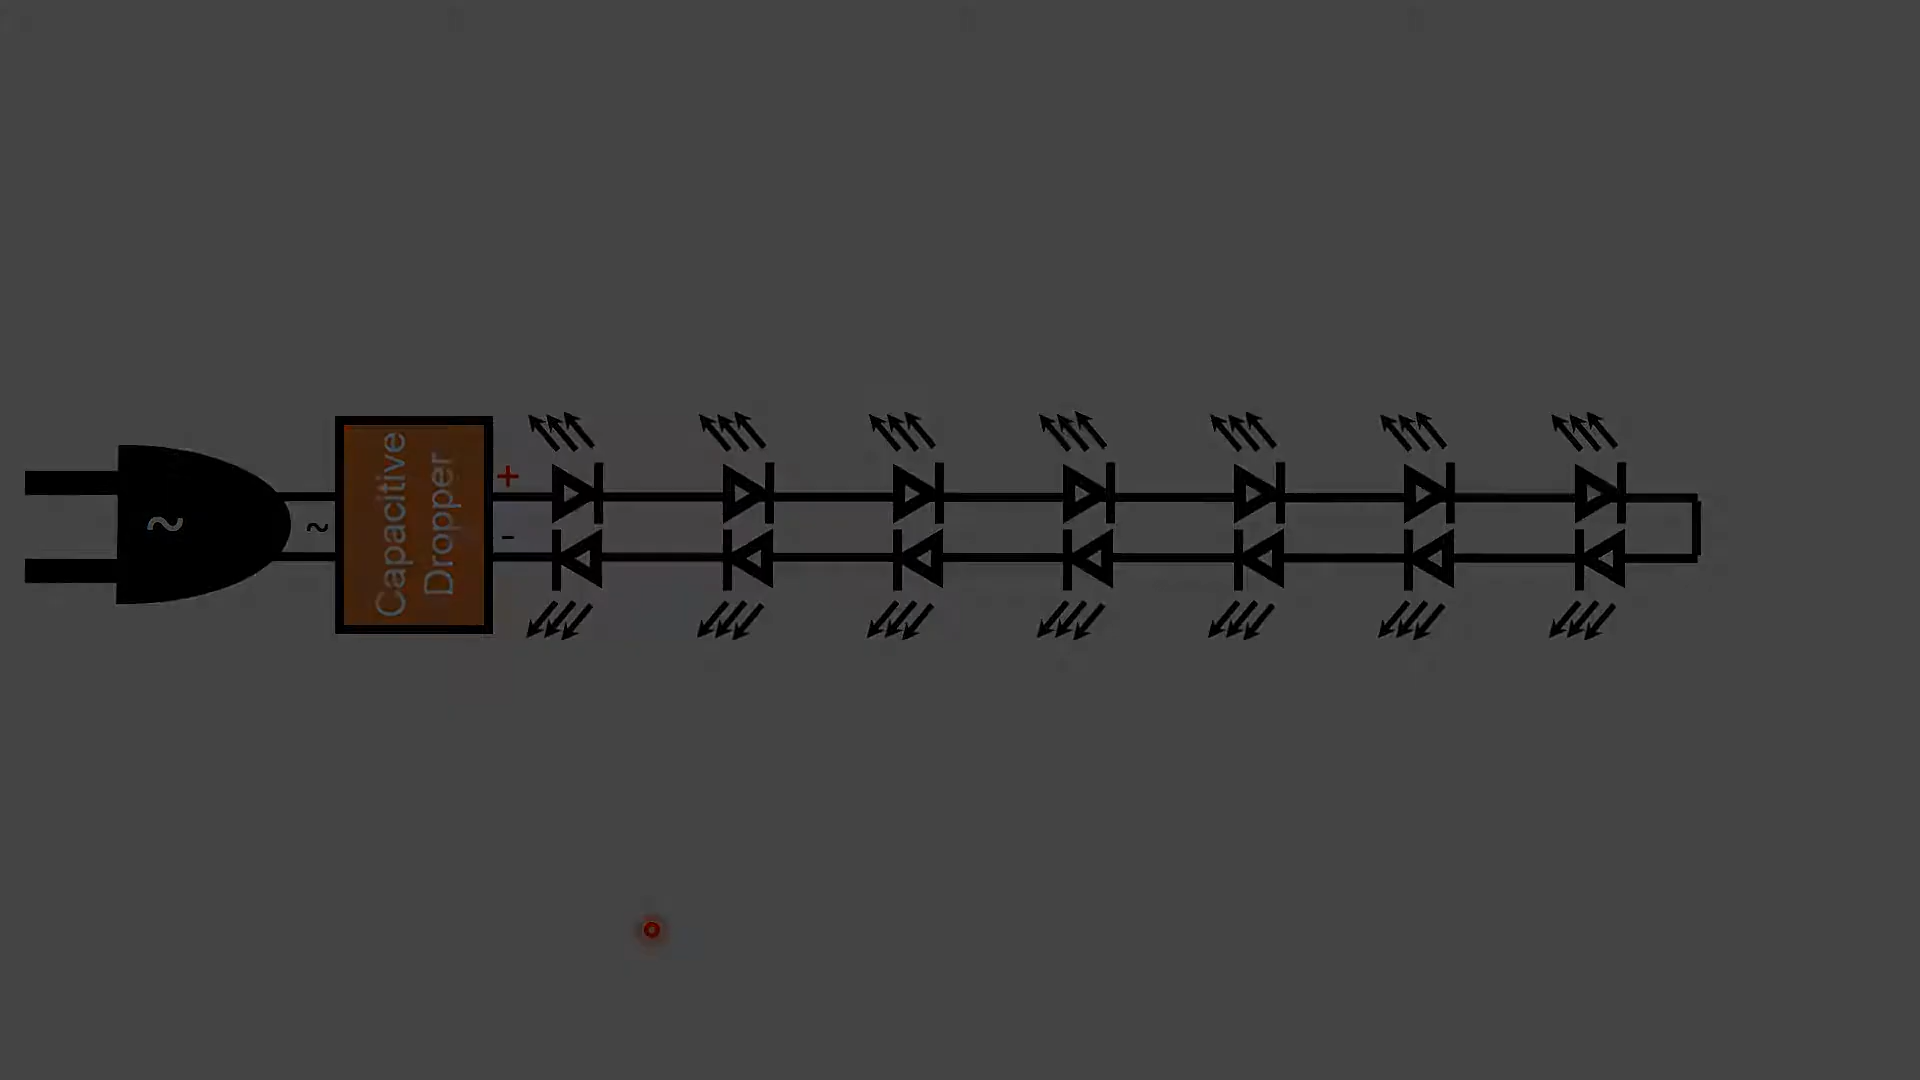 ~
~
Capacitive
Dropper
+
-